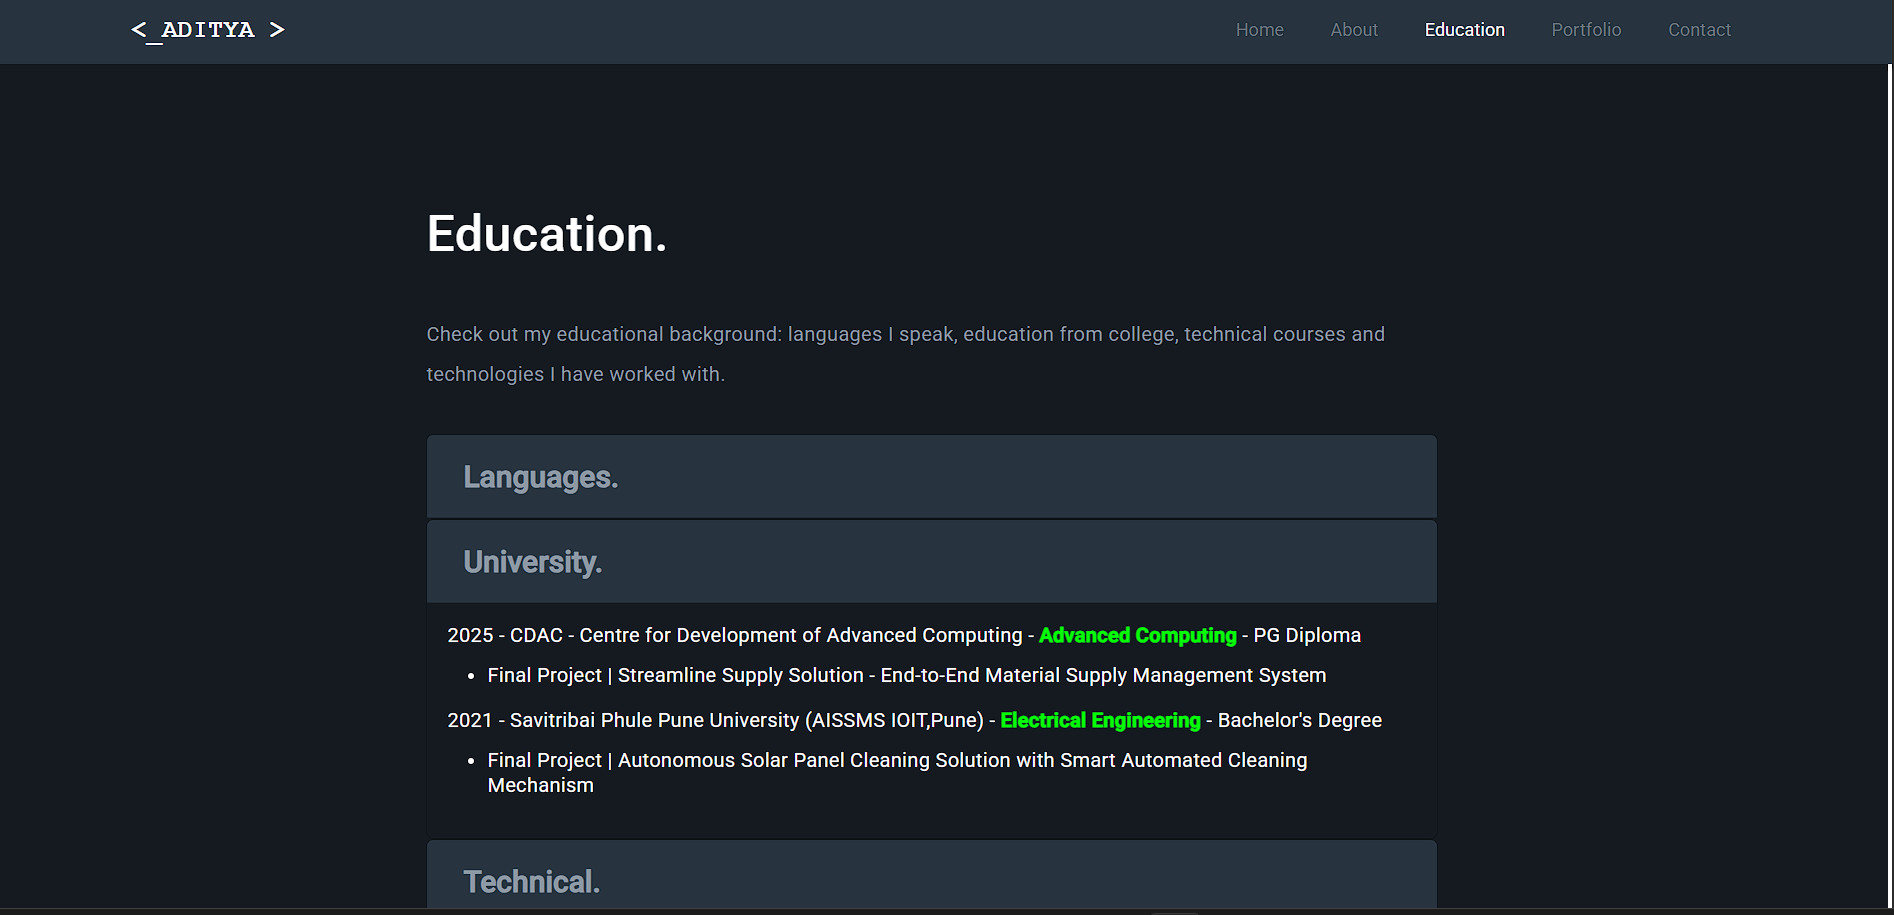 <_ADITYA >
Home About Education Portfolio Contact
Education.
Check out my educational background: languages I speak, education from college, technical courses and
technologies I have worked with.
Languages.
University.
2025 - CDAC - Centre for Development of Advanced Computing - Advanced Computing - PG Diploma
• Final Project | Streamline Supply Solution - End-to-End Material Supply Management System
2021 - Savitribai Phule Pune University (AISSMS IOIT,Pune) - Electrical Engineering - Bachelor's Degree
• Final Project | Autonomous Solar Panel Cleaning Solution with Smart Automated Cleaning
Mechanism
Technical.